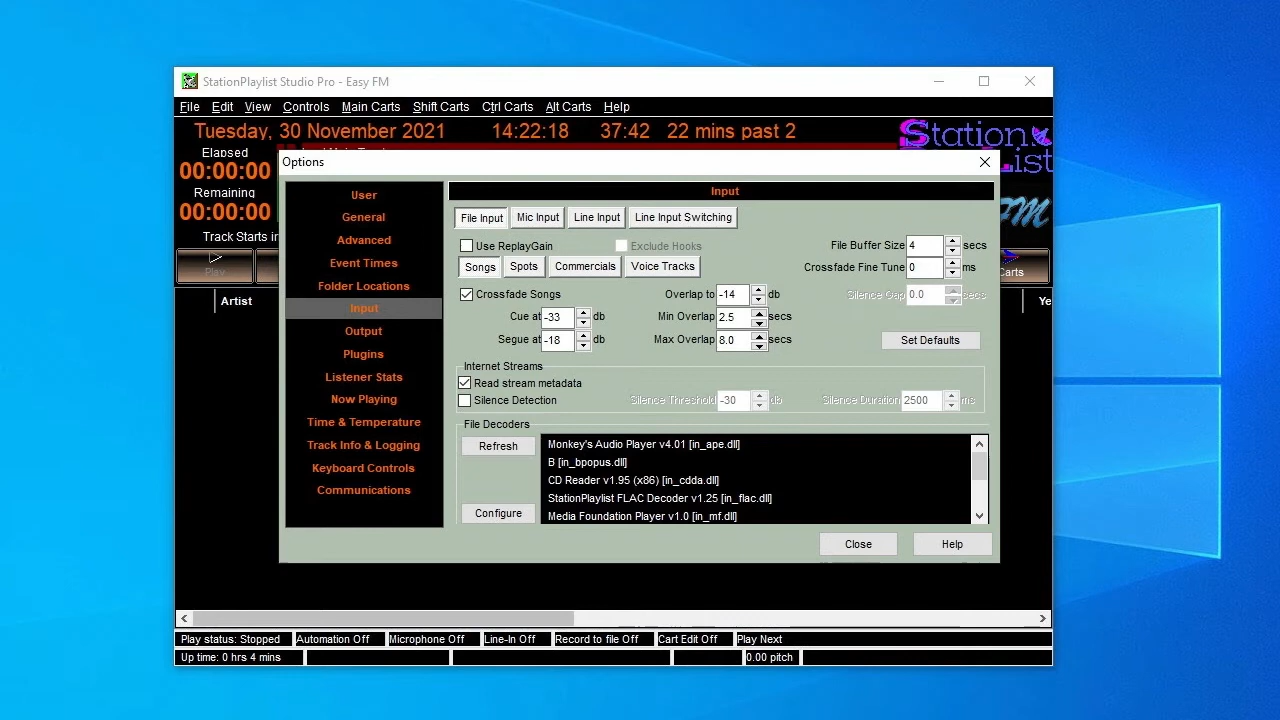 StationPlaylist Studio Pro - Easy FM
File Edit View Controls Main Carts Shift Carts Ctrl Carts Alt Carts Help
Tuesday, 30 November 2021 14:22:18 37:42 22 mins past 2
Station
List
FM
Elapsed
00:00:00
Remaining
00:00:00
Track Starts in
Play
Carts
Artist
Ye
Options
User
General
Advanced
Event Times
Folder Locations
Input
Output
Plugins
Listener Stats
Now Playing
Time & Temperature
Track Info & Logging
Keyboard Controls
Communications
Input
File Input Mic Input Line Input Line Input Switching
Use ReplayGain Exclude Hooks File Buffer Size 4 secs
Songs Spots Commercials Voice Tracks Crossfade Fine Tune 0 ms
Crossfade Songs Overlap to -14 db Silence Gap 0.0 secs
Cue at -33 db Min Overlap 2.5 secs
Segue at -18 db Max Overlap 8.0 secs Set Defaults
Internet Streams
Read stream metadata
Silence Detection Silence Threshold -30 db Silence Duration 2500 ms
File Decoders
Refresh
Configure
Monkey's Audio Player v4.01 [in_ape.dll]
B [in_bpopus.dll]
CD Reader v1.95 (x86) [in_cdda.dll]
StationPlaylist FLAC Decoder v1.25 [in_flac.dll]
Media Foundation Player v1.0 [in_mf.dll]
Close Help
Play status: Stopped Automation Off Microphone Off Line-In Off Record to file Off Cart Edit Off Play Next
Up time: 0 hrs 4 mins 0.00 pitch